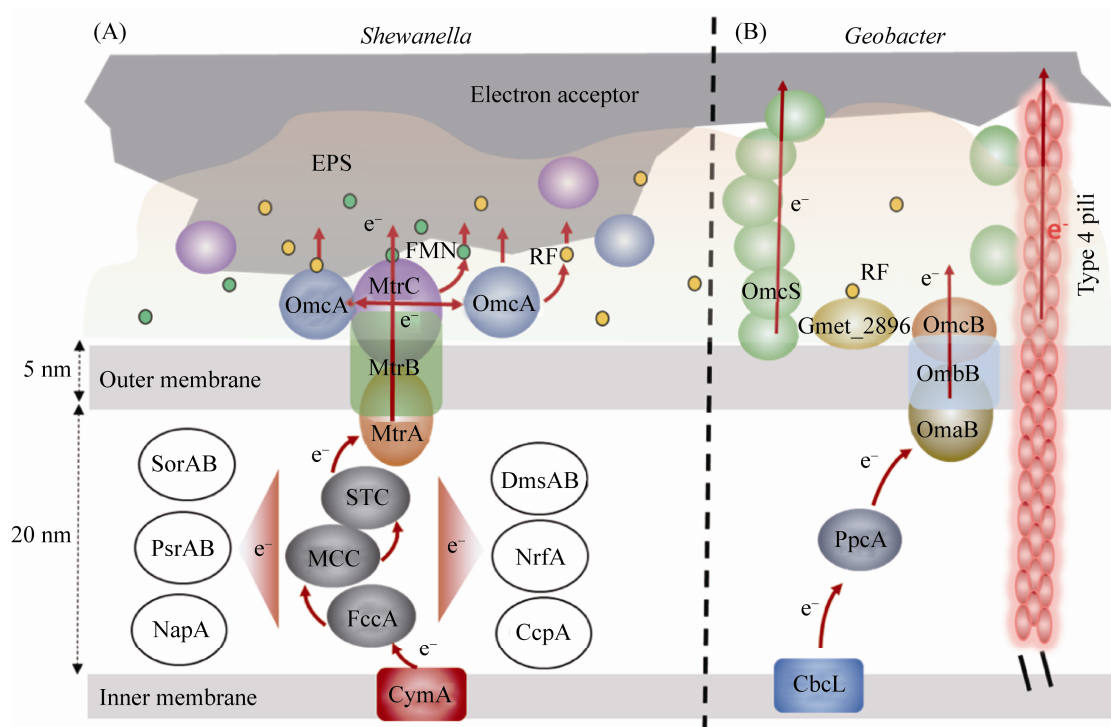 (A)
Shewanella
(B)
Geobacter
Electron acceptor
EPS
e⁻
FMN
RF
OmcA
MtrC
OmcA
e⁻
MtrB
MtrA
5 nm
Outer membrane
20 nm
SorAB
PsrAB
NapA
e⁻
e⁻
STC
MCC
FccA
e⁻
e⁻
DmsAB
NrfA
CcpA
CymA
Inner membrane
e⁻
OmcS
RF
Gmet_2896
e⁻
OmcB
OmbB
OmaB
e⁻
PpcA
e⁻
CbcL
e⁻
Type 4 pili